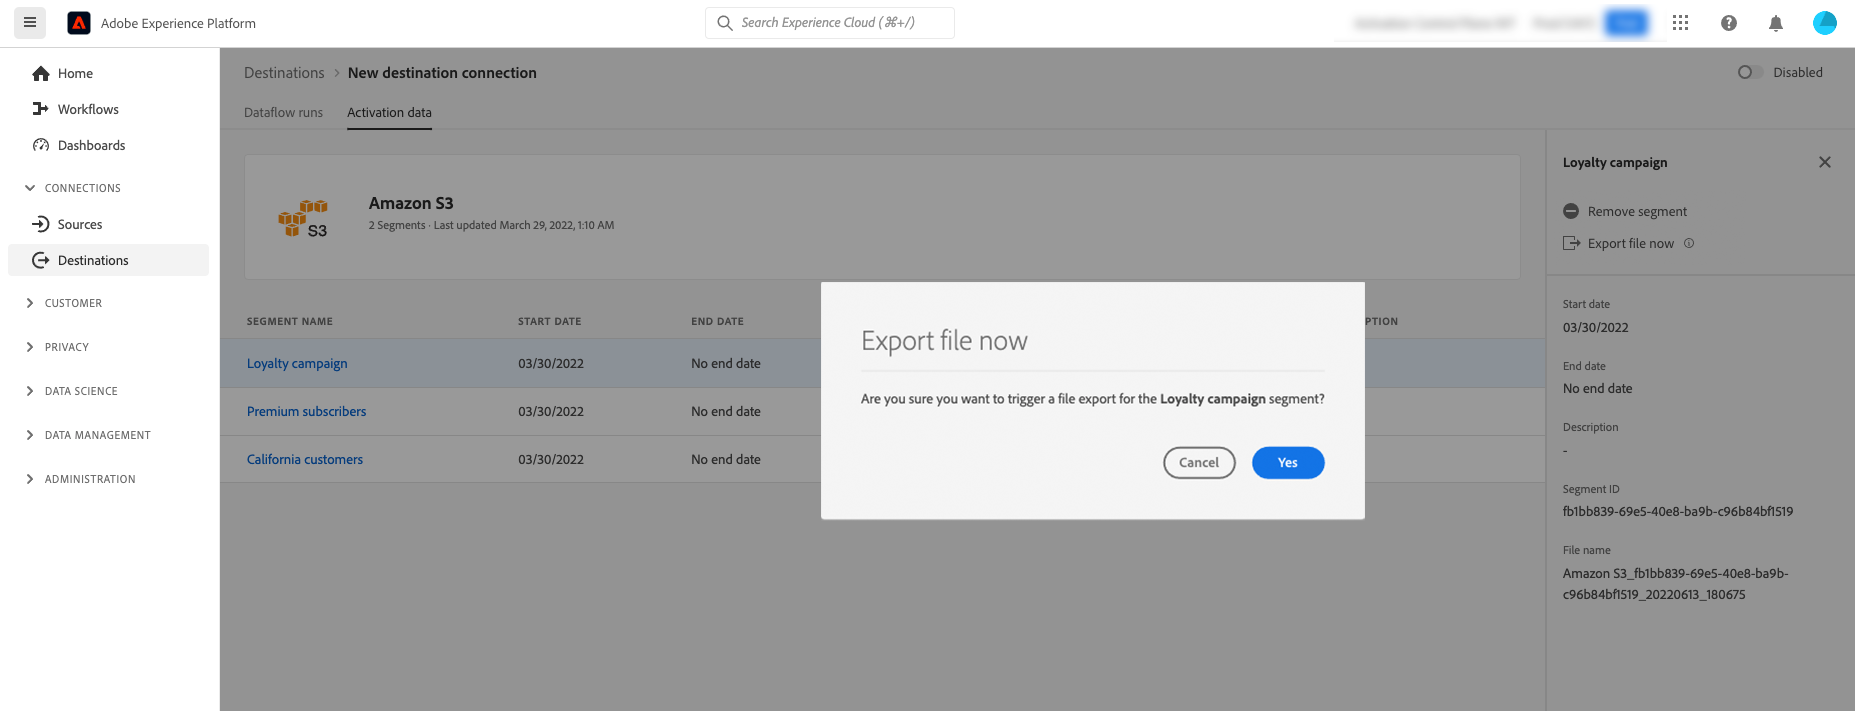 Adobe Experience Platform
Search Experience Cloud (⌘+/)
Home
Workflows
Dashboards
CONNECTIONS
Sources
Destinations
CUSTOMER
PRIVACY
DATA SCIENCE
DATA MANAGEMENT
ADMINISTRATION
Destinations > New destination connection
Disabled
Dataflow runs Activation data
Amazon S3
2 Segments · Last updated March 29, 2022, 1:10 AM
S3
SEGMENT NAME START DATE END DATE PTION
Loyalty campaign 03/30/2022 No end date
Premium subscribers 03/30/2022 No end date
California customers 03/30/2022 No end date
Export file now
Are you sure you want to trigger a file export for the Loyalty campaign segment?
Cancel Yes
Loyalty campaign
Remove segment
Export file now
Start date
03/30/2022
End date
No end date
Description
-
Segment ID
fb1bb839-69e5-40e8-ba9b-c96b84bf1519
File name
Amazon S3_fb1bb839-69e5-40e8-ba9b-
c96b84bf1519_20220613_180675